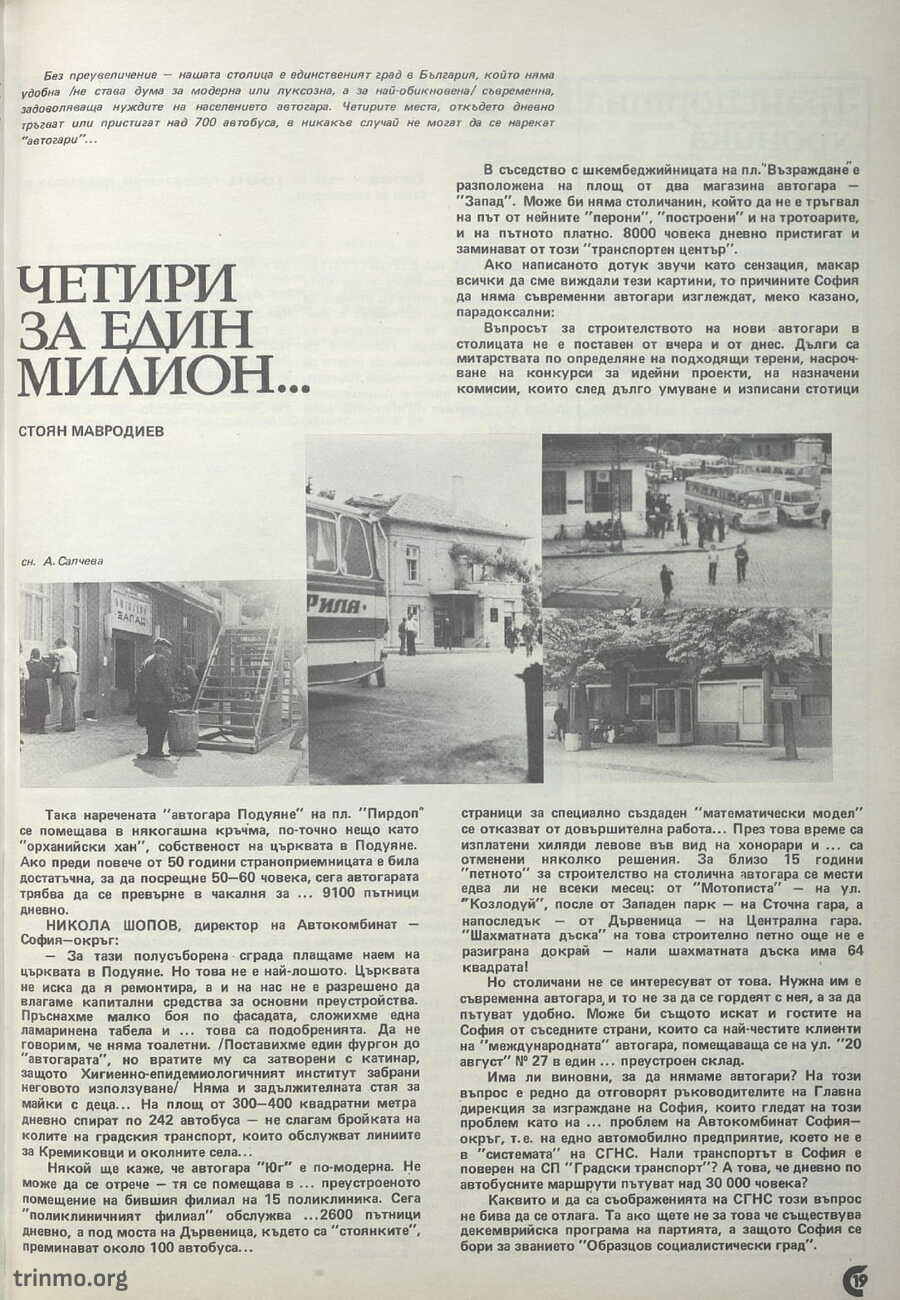 Без преувеличение — нашата столица е единственият град в България, който няма
удобна /не става дума за модерна или луксозна, а за най-обикновена/ съвременна,
задоволяваща нуждите на населението автогара. Четирите места, откъдето дневно
тръгват или пристигат над 700 автобуса, в никакъв случай не могат да се нарекат
"автогари"...
ЧЕТИРИ
ЗА ЕДИН
МИЛИОН...
СТОЯН МАВРОДИЕВ
сн. А. Сапчева
В съседство с шкембеджийницата на пл."Възраждане е
разположена на площ от два магазина автогара —
"Запад". Може би няма столичанин, който да не е тръгвал
на път от нейните "перони", "построени" и на тротоарите,
и на пътното платно. 8000 човека дневно пристигат и
заминават от този "транспортен център".
Ако написаното дотук звучи като сензация, макар
всички да сме виждали тези картини, то причините София
да няма съвременни автогари изглеждат, меко казано,
парадоксални:
Въпросът за строителството на нови автогари в
столицата не е поставен от вчера и от днес. Дълги са
митарствата по определяне на подходящи терени, насроч-
ване на конкурси за идейни проекти, на назначени
комисии, които след дълго умуване и изписани стотици
ЗАПАД
РИЛА
Така наречената "автогара Подуяне" на пл. "Пирдоп"
се помещава в някогашна кръчма, по-точно нещо като
"орханийски хан", собственост на църквата в Подуяне.
Ако преди повече от 50 години страноприемницата е била
достатъчна, за да посрещне 50—60 човека, сега автогарата
трябва да се превърне в чакалня за ... 9100 пътници
дневно.
НИКОЛА ШОПОВ, директор на Автокомбинат —
София—окръг:
— За тази полусъборена сграда плащаме наем на
църквата в Подуяне. Но това не е най-лошото. Църквата
не иска да я ремонтира, а и на нас не е разрешено да
влагаме капитални средства за основни преустройства.
Пръснахме малко боя по фасадата, сложихме една
ламаринена табела и ... това са подобренията. Да не
говорим, че няма тоалетни. /Поставихме един фургон до
"автогарата", но вратите му са затворени с катинар,
защото Хигиенно-епидемиологичният институт забрани
неговото използуване/ Няма и задължителната стая за
майки с деца... На площ от 300—400 квадратни метра
дневно спират по 242 автобуса — не слагам бройката на
колите на градския транспорт, които обслужват линиите
за Кремиковци и околните села...
Някой ще каже, че автогара "Юг" е по-модерна. Не
може да се отрече — тя се помещава в ... преустроеното
помещение на бившия филиал на 15 поликлиника. Сега
"поликлиничният филиал" обслужва ...2600 пътници
дневно, а под моста на Дървеница, където са "стоянките",
преминават около 100 автобуса...
страници за специално създаден "математически модел"
се отказват от довършителна работа... През това време са
изплатени хиляди левове във вид на хонорари и ... са
отменени няколко решения. За близо 15 години
"петното" за строителство на столична автогара се мести
едва ли не всеки месец: от "Мотописта" — на ул.
"Козлодуй", после от Западен парк — на Сточна гара, а
напоследък — от Дървеница — на Централна гара.
"Шахматната дъска" на това строително петно още не е
разиграна докрай — нали шахматната дъска има 64
квадрата!
Но столичани не се интересуват от това. Нужна им е
съвременна автогара, и то не за да се гордеят с нея, а за да
пътуват удобно. Може би същото искат и гостите на
София от съседните страни, които са най-честите клиенти
на "международната" автогара, помещаваща се на ул. "20
август" № 27 в един ... преустроен склад.
Има ли виновни, за да нямаме автогари? На този
въпрос е редно да отговорят ръководителите на Главна
дирекция за изграждане на София, които гледат на този
проблем като на ... проблем на Автокомбинат София—
окръг, т.е. на едно автомобилно предприятие, което не е
в "системата" на СГНС. Нали транспортът в София е
поверен на СП "Градски транспорт"? А това, че дневно по
автобусните маршрути пътуват над 30 000 човека?
Каквито и да са съображенията на СГНС този въпрос
не бива да се отлага. Та ако щете не за това че съществува
декемврийска програма на партията, а защото София се
бори за званието "Образцов социалистически град".
trinmo.org
19